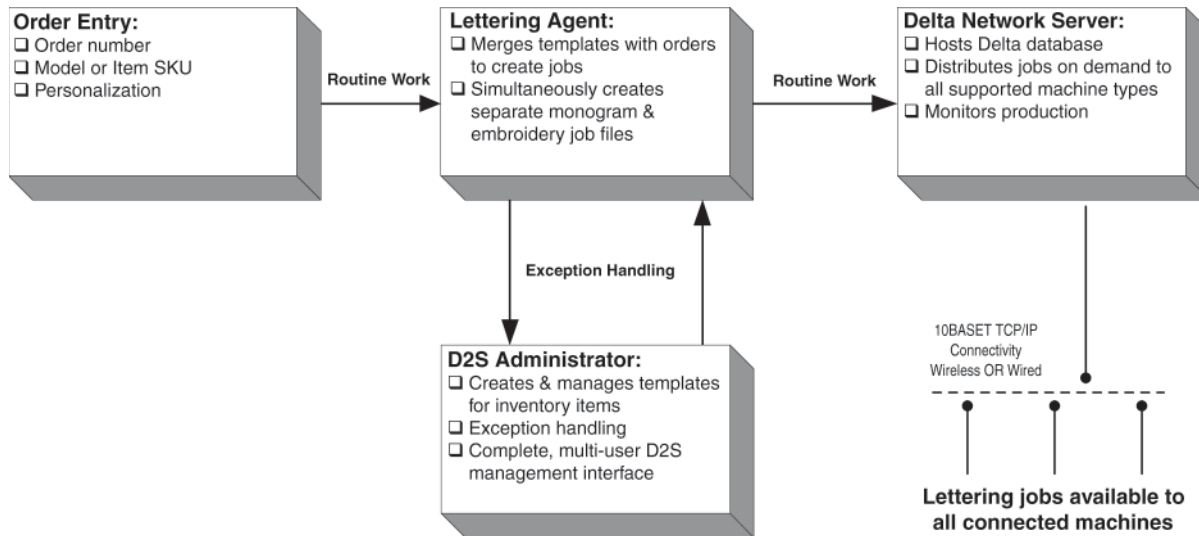 Order Entry:
❑ Order number
❑ Model or Item SKU
❑ Personalization
Routine Work
Lettering Agent:
❑ Merges templates with orders
to create jobs
❑ Simultaneously creates
separate monogram &
embroidery job files
Routine Work
Delta Network Server:
❑ Hosts Delta database
❑ Distributes jobs on demand to
all supported machine types
❑ Monitors production
Exception Handling
D2S Administrator:
❑ Creates & manages templates
for inventory items
❑ Exception handling
❑ Complete, multi-user D2S
management interface
10BASET TCP/IP
Connectivity
Wireless OR Wired
Lettering jobs available to
all connected machines